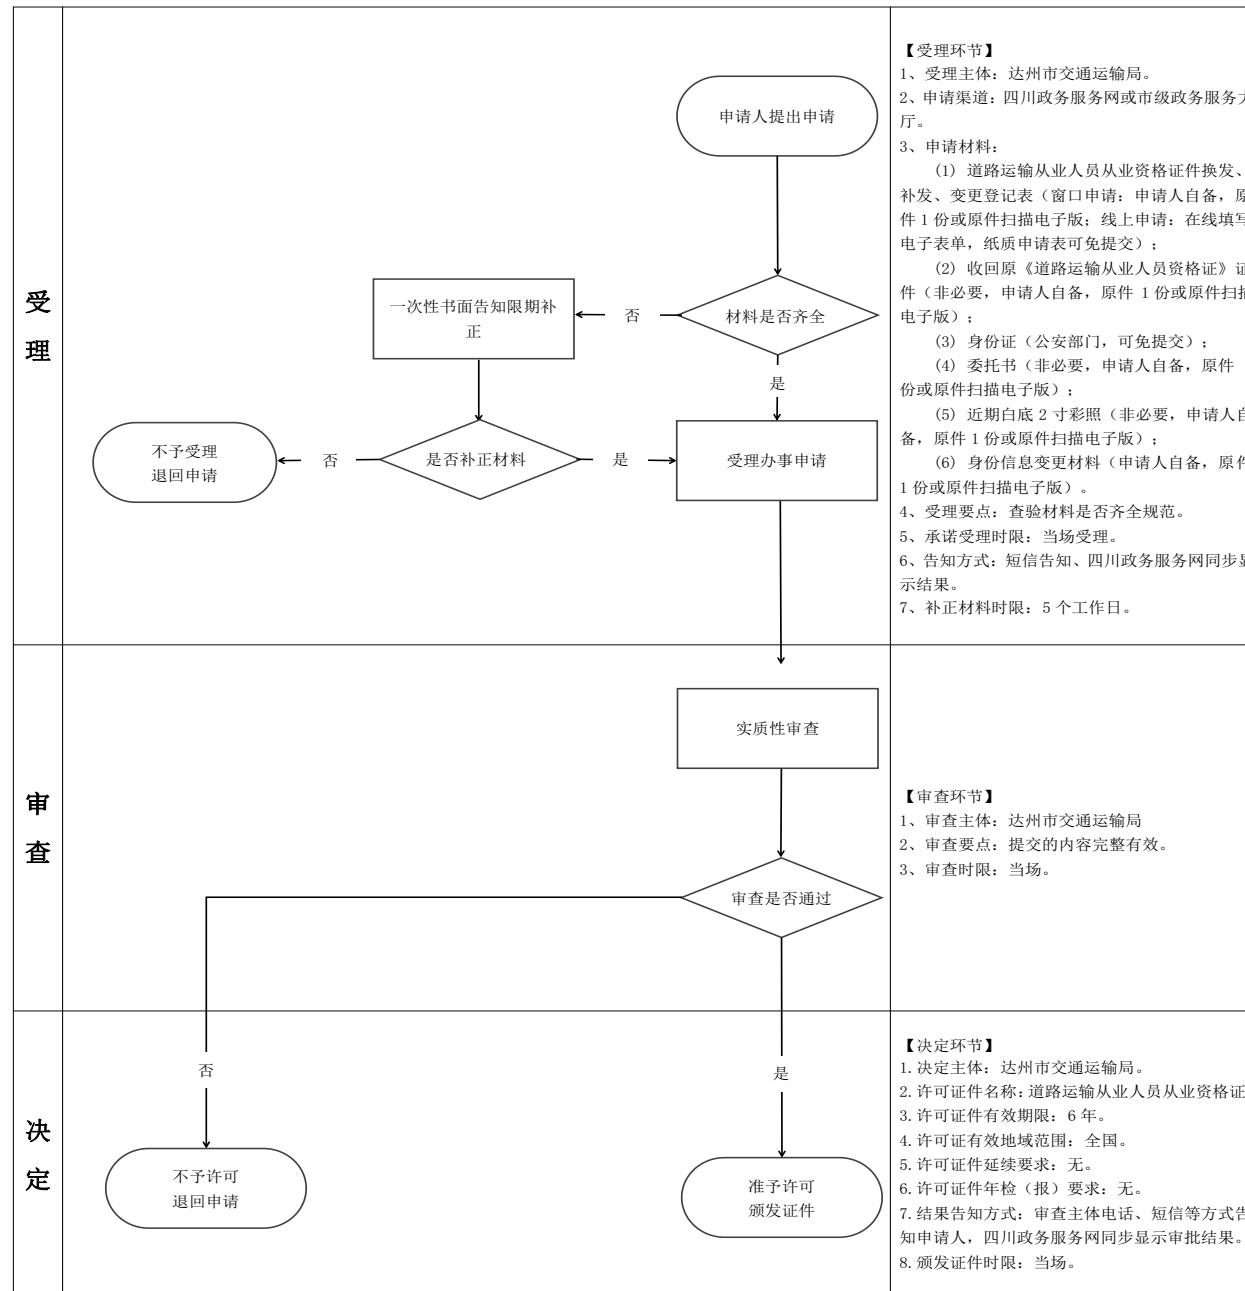 受
理
申请人提出申请
材料是否齐全
否
一次性书面告知限期补
正
是
是否补正材料
否
不予受理
退回申请
是
受理办事申请
【受理环节】
1、受理主体：达州市交通运输局。
2、申请渠道：四川政务服务网或市级政务服务大
厅。
3、申请材料：
（1）道路运输从业人员从业资格证件换发、
补发、变更登记表（窗口申请：申请人自备，原
件 1 份或原件扫描电子版；线上申请：在线填写
电子表单，纸质申请表可免提交）；
（2）收回原《道路运输从业人员资格证》证
件（非必要，申请人自备，原件 1 份或原件扫描
电子版）；
（3）身份证（公安部门，可免提交）；
（4）委托书（非必要，申请人自备，原件
份或原件扫描电子版）；
（5）近期白底 2 寸彩照（非必要，申请人自
备，原件 1 份或原件扫描电子版）；
（6）身份信息变更材料（申请人自备，原件
1 份或原件扫描电子版）。
4、受理要点：查验材料是否齐全规范。
5、承诺受理时限：当场受理。
6、告知方式：短信告知、四川政务服务网同步显
示结果。
7、补正材料时限：5 个工作日。
审
查
实质性审查
审查是否通过
【审查环节】
1、审查主体：达州市交通运输局
2、审查要点：提交的内容完整有效。
3、审查时限：当场。
决
定
否
是
不予许可
退回申请
准予许可
颁发证件
【决定环节】
1.决定主体：达州市交通运输局。
2.许可证件名称：道路运输从业人员从业资格证
3.许可证件有效期限：6 年。
4.许可证有效地域范围：全国。
5.许可证件延续要求：无。
6.许可证件年检（报）要求：无。
7.结果告知方式：审查主体电话、短信等方式告
知申请人，四川政务服务网同步显示审批结果。
8.颁发证件时限：当场。